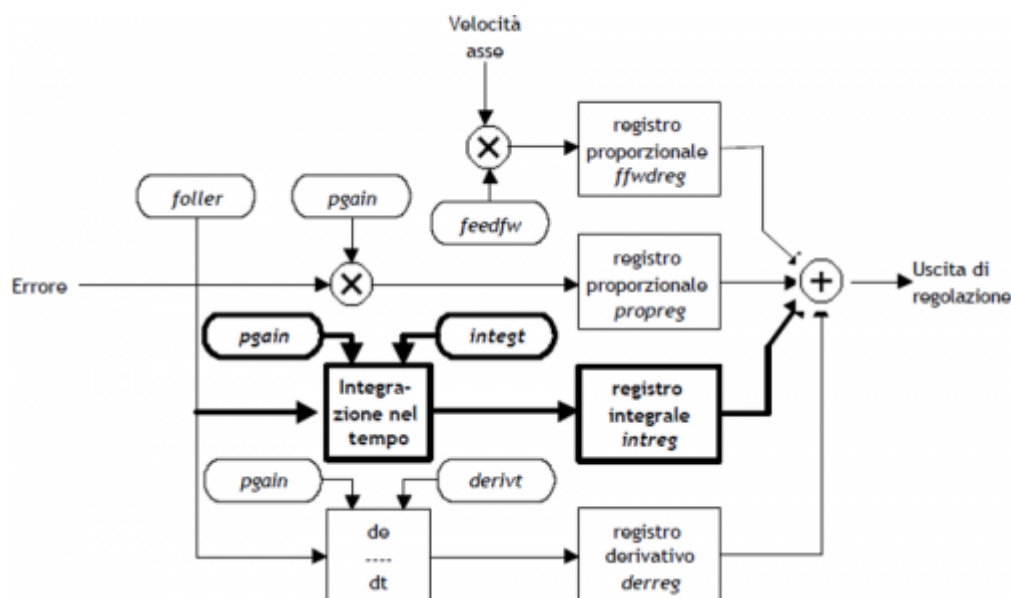 Velocità
asse
registro
proporzionale
ffwdreg
foller
pgain
feedfw
Errore
registro
proporzionale
propreg
Uscita di
regolazione
pgain
integt
Integra-
zione nel
tempo
registro
integrale
intreg
pgain
derivt
de
----
dt
registro
derivativo
derreg